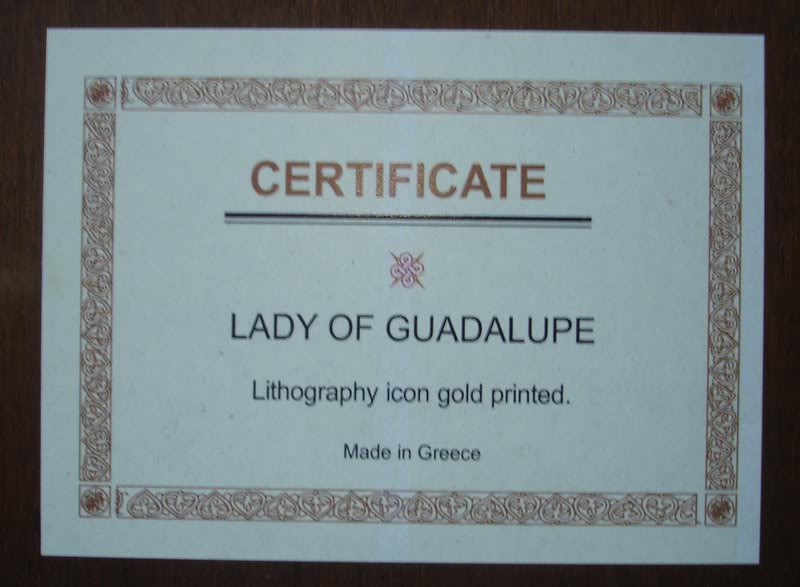 CERTIFICATE
LADY OF GUADALUPE
Lithography icon gold printed.
Made in Greece